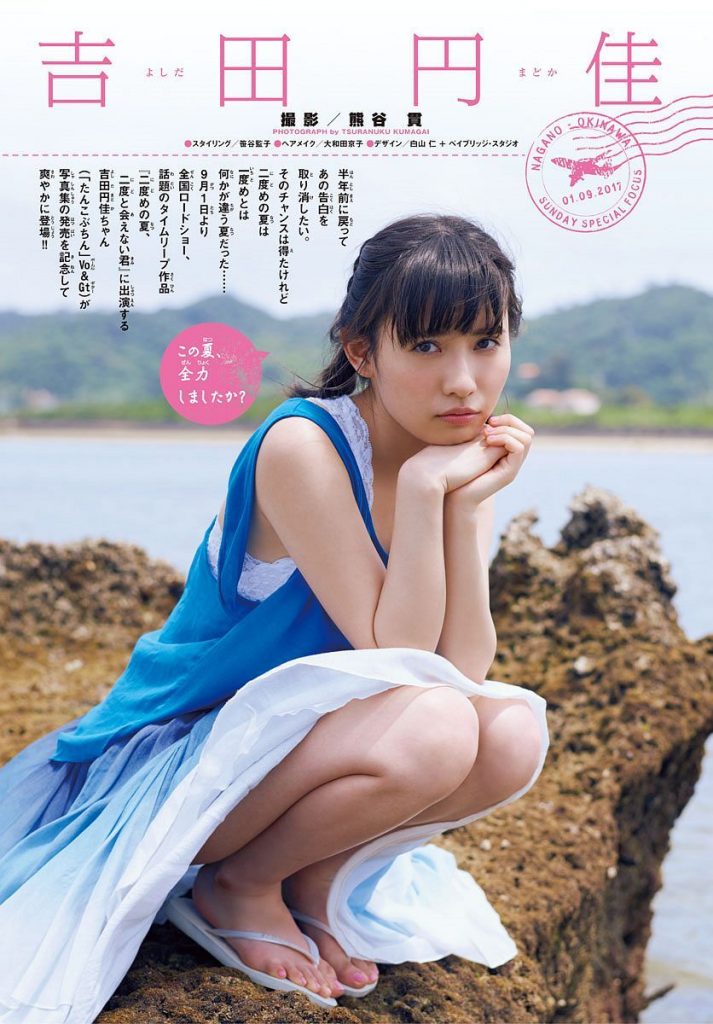 吉田円佳
よしだ まどか
撮影／熊谷 貫
PHOTOGRAPH by TSURANUKU KUMAGAI
●スタイリング／笹谷監子 ●ヘアメイク／大和田京子 ●デザイン／白山 仁 + ベイブリッジ・スタジオ
NAGANO - OKINAWA
01.09.2017
SUNDAY SPECIAL FOCUS
半年前に戻って
あの告白を
取り消したい。
そのチャンスは得たけれど
二度めの夏は
一度めとは
何かが違う夏だった……
9月1日より
全国ロードショー、
話題のタイムリープ作品
『二度めの夏、
二度と会えない君』に出演する
吉田円佳ちゃん
(「たんこぶちん」Vo&Gt)が
写真集の発売を記念して
爽やかに登場!!
この夏、
全力
しましたか?